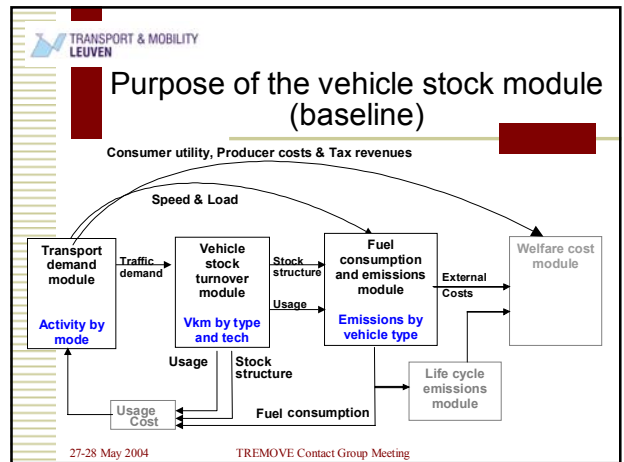 TRANSPORT & MOBILITY
LEUVEN
Purpose of the vehicle stock module
(baseline)
Consumer utility, Producer costs & Tax revenues
Speed & Load
Transport
demand
module
Activity by
mode
Traffic
demand
Vehicle
stock
turnover
module
Vkm by type
and tech
Stock
structure
Usage
Fuel
consumption
and emissions
module
Emissions by
vehicle type
External
Costs
Welfare cost
module
Usage
Stock
structure
Life cycle
emissions
module
Usage
Cost
Fuel consumption
27-28 May 2004
TREMOVE Contact Group Meeting